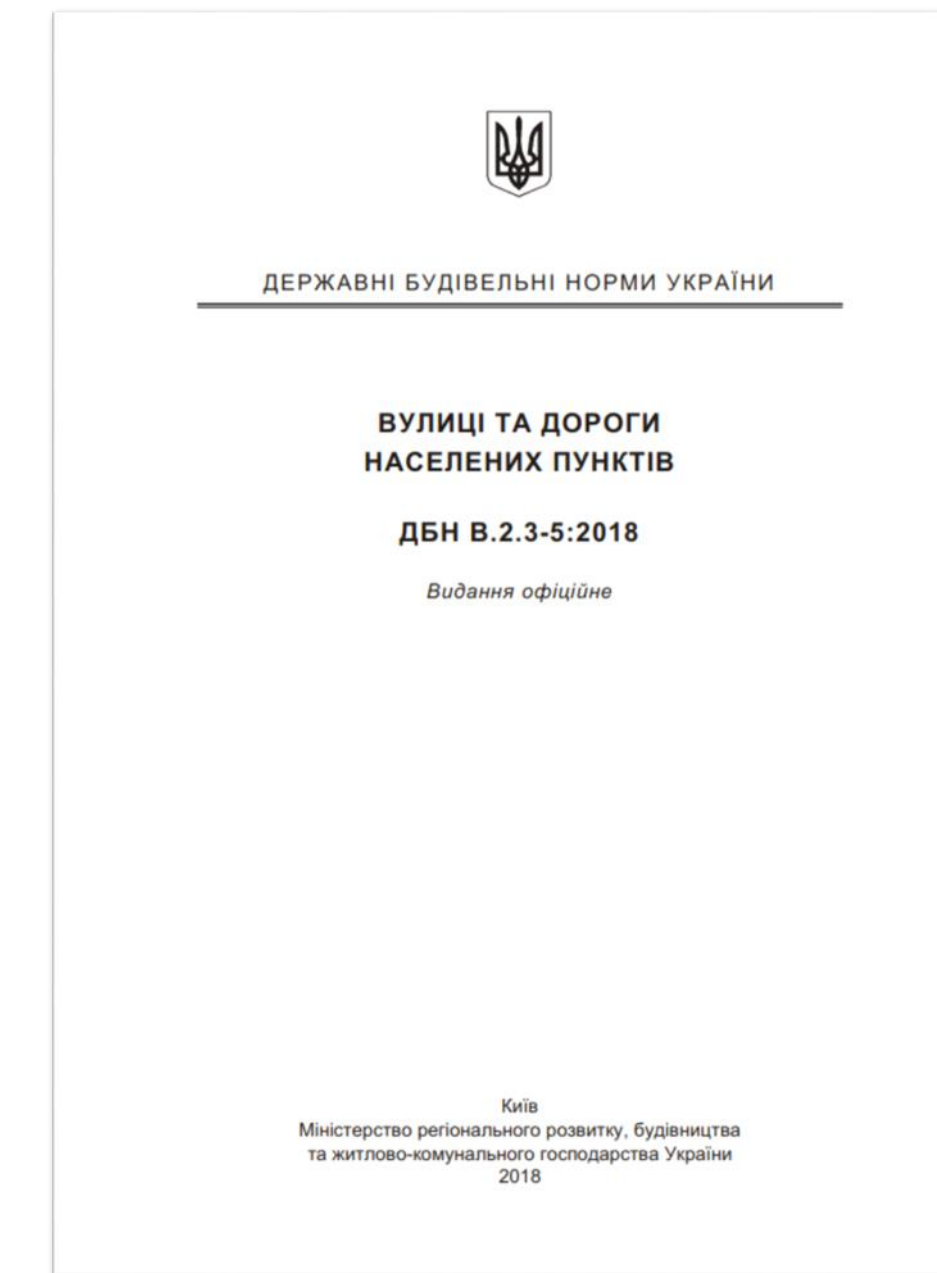 ДЕРЖАВНІ БУДІВЕЛЬНІ НОРМИ УКРАЇНИ
ВУЛИЦІ ТА ДОРОГИ
НАСЕЛЕНИХ ПУНКТІВ
ДБН В.2.3-5:2018
Видання офіційне
Київ
Міністерство регіонального розвитку, будівництва
та житлово-комунального господарства України
2018